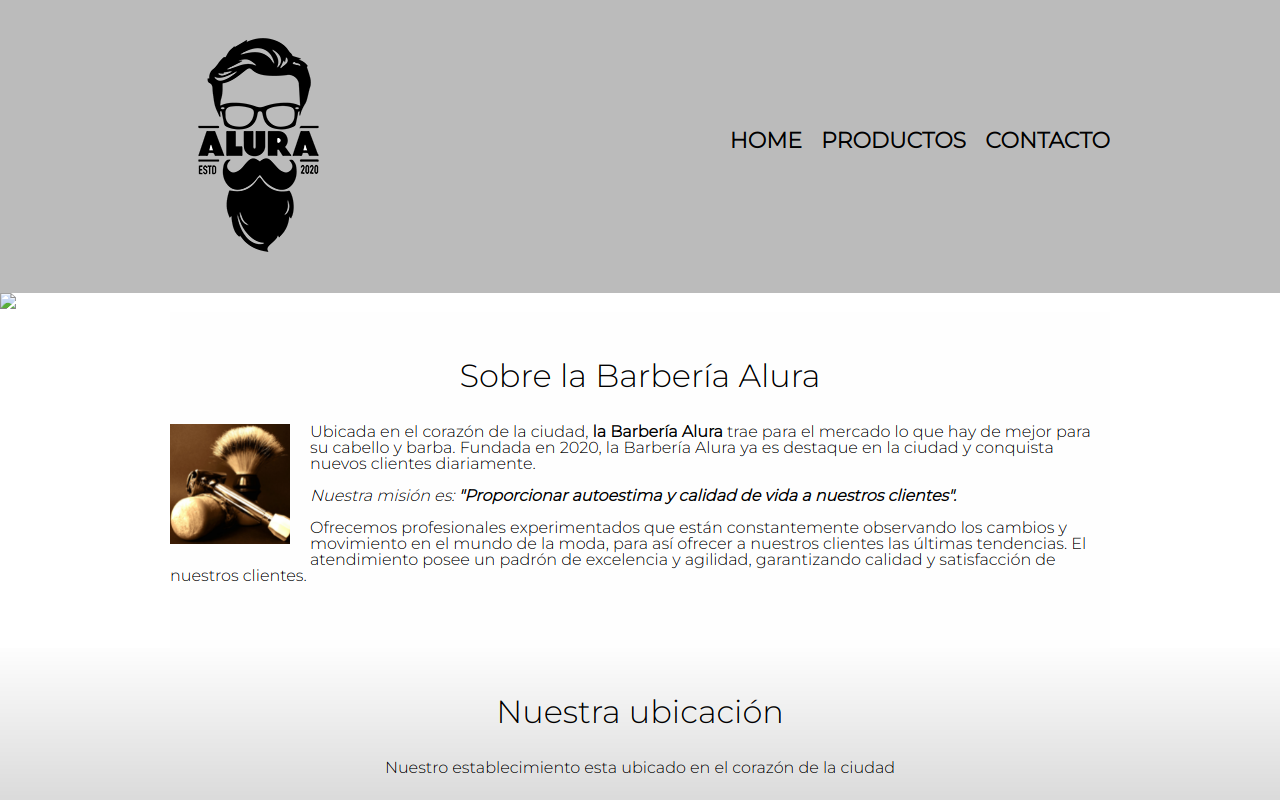 ALURA
ESTD 2020
HOME PRODUCTOS CONTACTO
Sobre la Barbería Alura
Ubicada en el corazón de la ciudad, la Barbería Alura trae para el mercado lo que hay de mejor para
su cabello y barba. Fundada en 2020, la Barbería Alura ya es destaque en la ciudad y conquista
nuevos clientes diariamente.
Nuestra misión es: "Proporcionar autoestima y calidad de vida a nuestros clientes".
Ofrecemos profesionales experimentados que están constantemente observando los cambios y
movimiento en el mundo de la moda, para así ofrecer a nuestros clientes las últimas tendencias. El
atendimiento posee un padrón de excelencia y agilidad, garantizando calidad y satisfacción de
nuestros clientes.
Nuestra ubicación
Nuestro establecimiento esta ubicado en el corazón de la ciudad